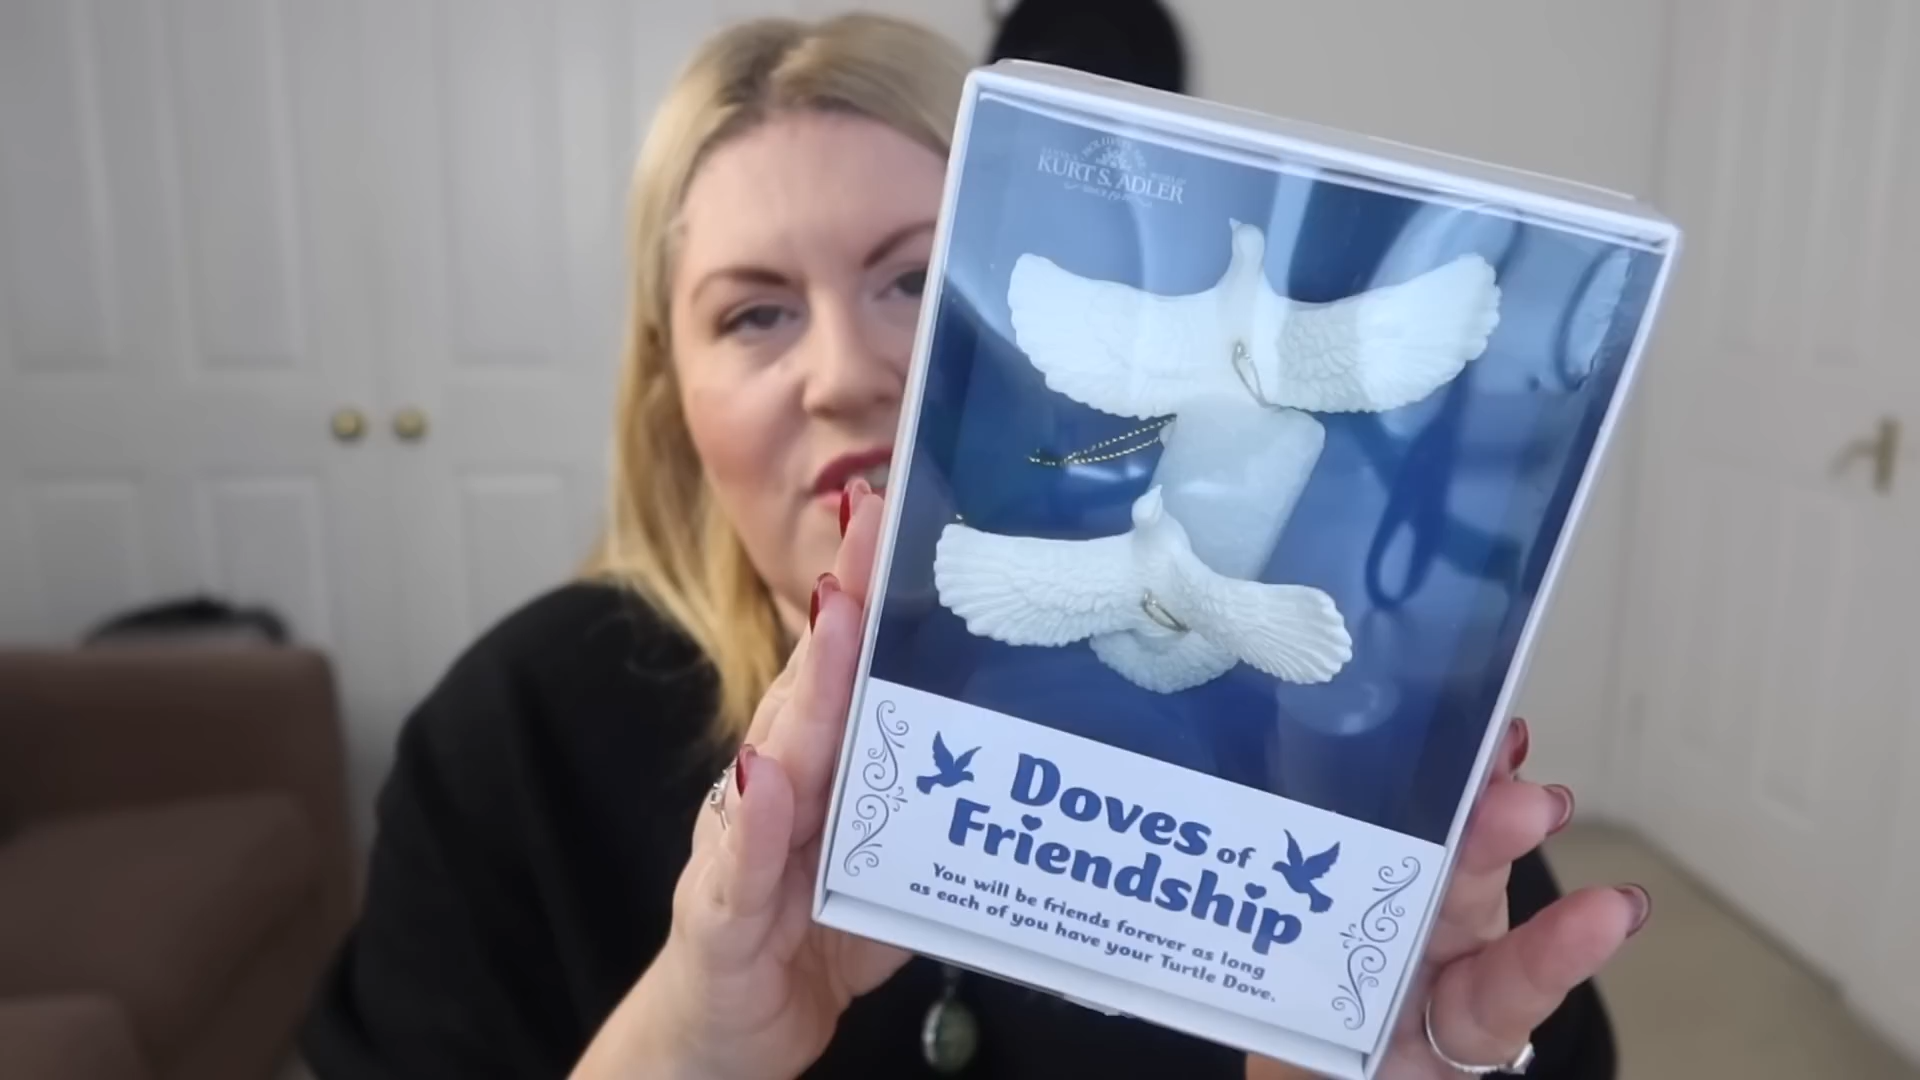 KURT S. ADLER
Doves of
Friendship
You will be friends forever as long
as each of you have your Turtle Dove.